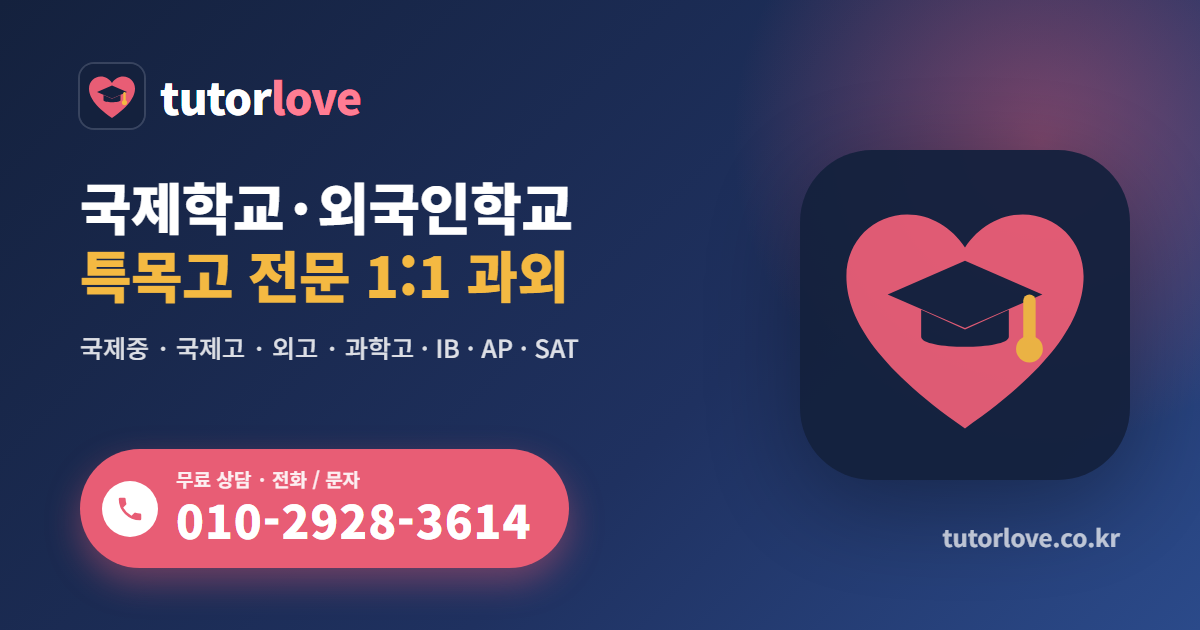 tutorlove
국제학교·외국인학교
특목고 전문 1:1 과외
국제중 · 국제고 · 외고 · 과학고 · IB · AP · SAT
무료 상담 · 전화 / 문자
010-2928-3614
tutorlove.co.kr